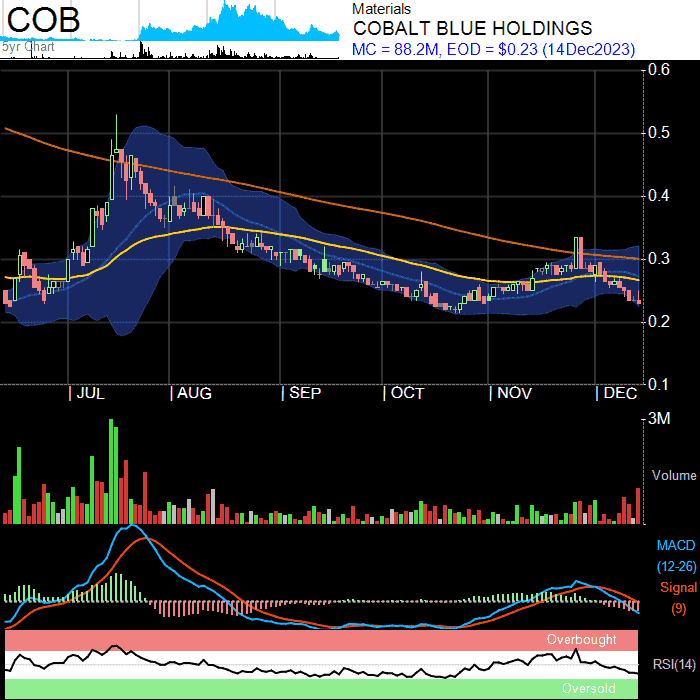 COB
5yr Chart
Materials
COBALT BLUE HOLDINGS
MC = 88.2M, EOD = $0.23 (14Dec2023)
0.6
0.5
0.4
0.3
0.2
0.1
JUL AUG SEP OCT NOV DEC
3M
Volume
MACD
(12-26)
Signal
(9)
Overbought
RSI(14)
Oversold